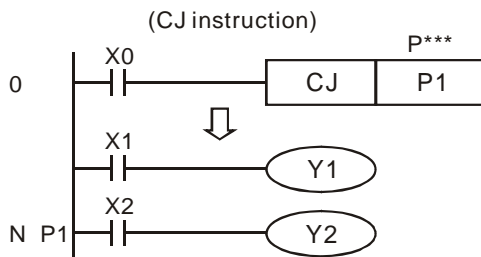 (CJ instruction)
P***
X0
0 CJ P1
X1
Y1
X2
N P1 Y2